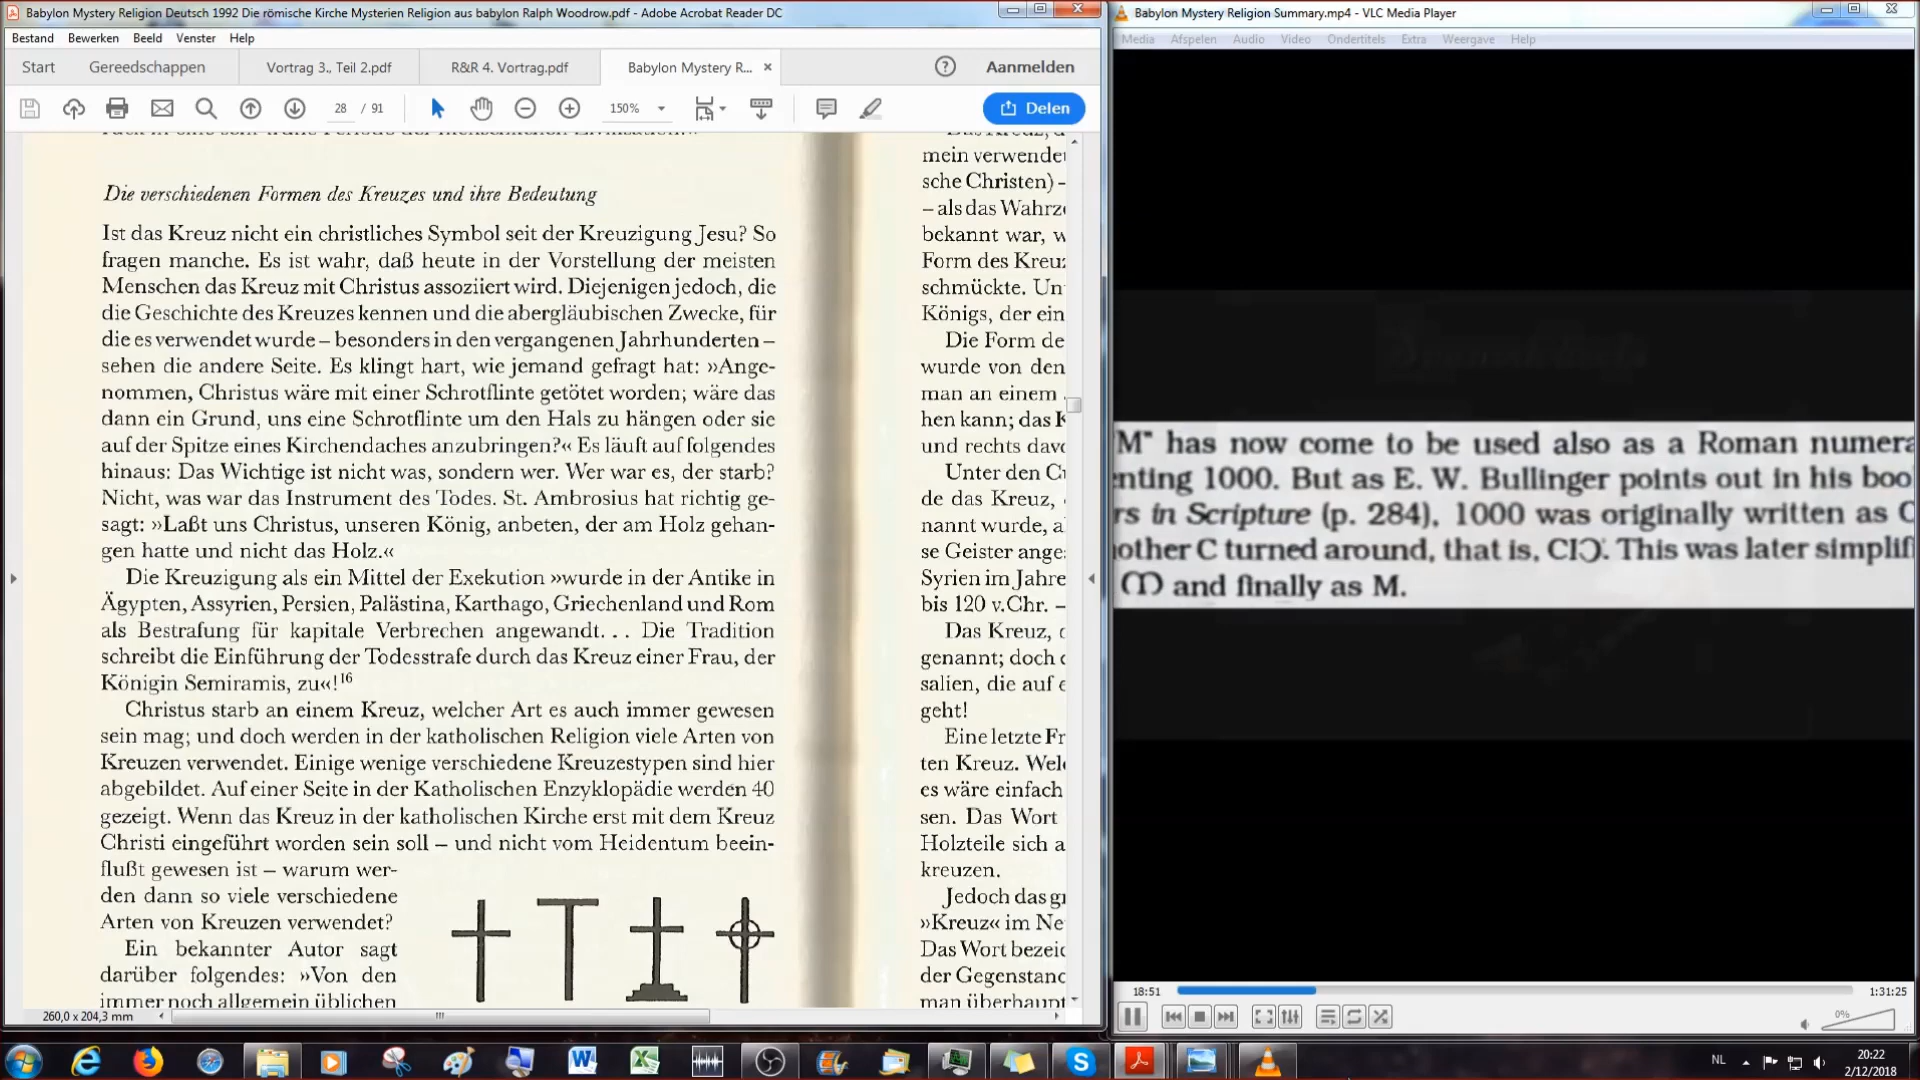 Babylon Mystery Religion Deutsch 1992 Die römische Kirche Mysterien Religion aus babylon Ralph Woodrow.pdf - Adobe Acrobat Reader DC
Bestand Bewerken Beeld Venster Help
Start Gereedschappen Vortrag 3., Teil 2.pdf R&R 4. Vortrag.pdf Babylon Mystery R... × Aanmelden
28 / 91 150% Delen
Die verschiedenen Formen des Kreuzes und ihre Bedeutung
Ist das Kreuz nicht ein christliches Symbol seit der Kreuzigung Jesu? So
fragen manche. Es ist wahr, daß heute in der Vorstellung der meisten
Menschen das Kreuz mit Christus assoziiert wird. Diejenigen jedoch, die
die Geschichte des Kreuzes kennen und die abergläubischen Zwecke, für
die es verwendet wurde – besonders in den vergangenen Jahrhunderten –
sehen die andere Seite. Es klingt hart, wie jemand gefragt hat: »Ange-
nommen, Christus wäre mit einer Schrotflinte getötet worden; wäre das
dann ein Grund, uns eine Schrotflinte um den Hals zu hängen oder sie
auf der Spitze eines Kirchendaches anzubringen?« Es läuft auf folgendes
hinaus: Das Wichtige ist nicht was, sondern wer. Wer war es, der starb?
Nicht, was war das Instrument des Todes. St. Ambrosius hat richtig ge-
sagt: »Laßt uns Christus, unseren König, anbeten, der am Holz gehan-
gen hatte und nicht das Holz.«
Die Kreuzigung als ein Mittel der Exekution »wurde in der Antike in
Ägypten, Assyrien, Persien, Palästina, Karthago, Griechenland und Rom
als Bestrafung für kapitale Verbrechen angewandt. . . Die Tradition
schreibt die Einführung der Todesstrafe durch das Kreuz einer Frau, der
Königin Semiramis, zu«!16
Christus starb an einem Kreuz, welcher Art es auch immer gewesen
sein mag; und doch werden in der katholischen Religion viele Arten von
Kreuzen verwendet. Einige wenige verschiedene Kreuzestypen sind hier
abgebildet. Auf einer Seite in der Katholischen Enzyklopädie werden 40
gezeigt. Wenn das Kreuz in der katholischen Kirche erst mit dem Kreuz
Christi eingeführt worden sein soll – und nicht vom Heidentum beein-
flußt gewesen ist – warum wer-
den dann so viele verschiedene
Arten von Kreuzen verwendet?
Ein bekannter Autor sagt
darüber folgendes: »Von den
immer noch allgemein üblichen
mein verwendet
sche Christen) –
– als das Wahrze
bekannt war, w
Form des Kreuz
schmückte. Un
Königs, der ein
Die Form de
wurde von den
man an einem
hen kann; das K
und rechts davo
Unter den C
de das Kreuz,
nannt wurde, a
se Geister ange
Syrien im Jahre
bis 120 v.Chr. –
Das Kreuz, d
genannt; doch
salien, die auf e
geht!
Eine letzte Fr
ten Kreuz. Wel
es wäre einfach
sen. Das Wort
Holzteile sich a
kreuzen.
Jedoch das gr
»Kreuz« im Ne
Das Wort bezeic
der Gegenstand
man überhaupt
260,0 x 204,3 mm
Babylon Mystery Religion Summary.mp4 - VLC Media Player
Media Afspelen Audio Video Ondertitels Extra Weergave Help
"M" has now come to be used also as a Roman numera
nting 1000. But as E. W. Bullinger points out in his boo
rs in Scripture (p. 284), 1000 was originally written as C
other C turned around, that is, CIƆ. This was later simplif
(I) and finally as M.
18:51 1:31:25
0%
NL 20:22
2/12/2018